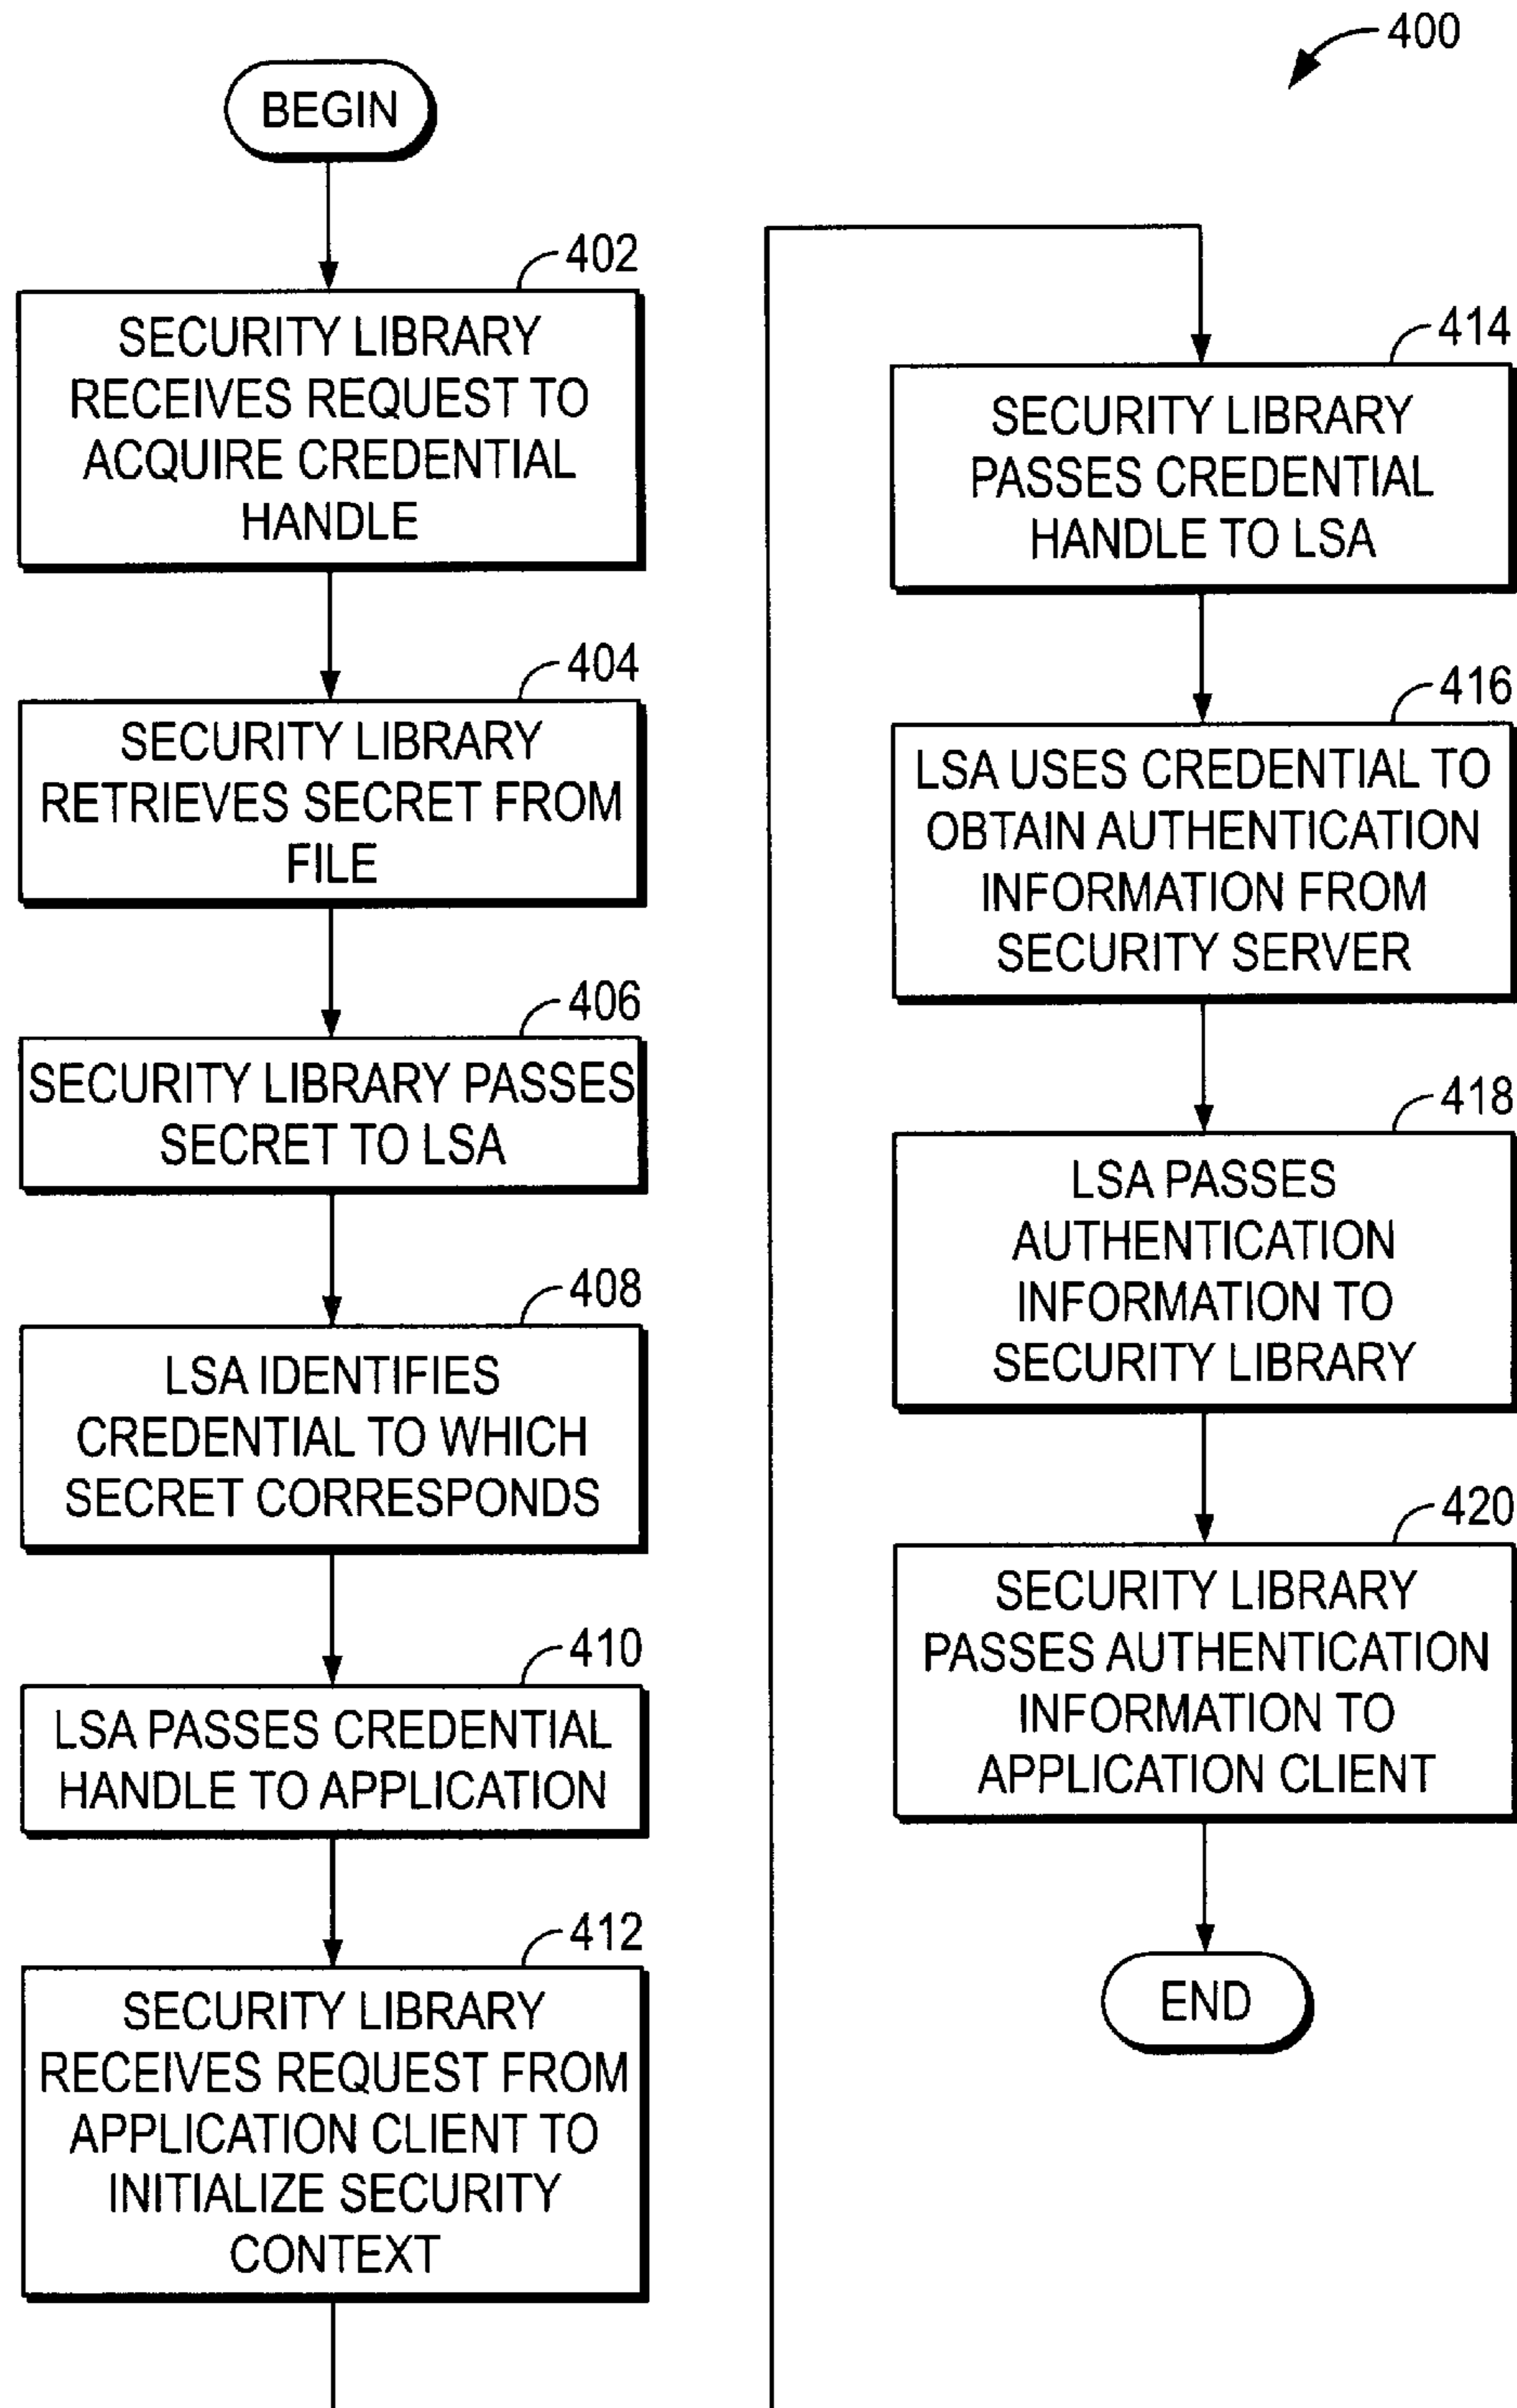 400
BEGIN
402
SECURITY LIBRARY
RECEIVES REQUEST TO
ACQUIRE CREDENTIAL
HANDLE
404
SECURITY LIBRARY
RETRIEVES SECRET FROM
FILE
406
SECURITY LIBRARY PASSES
SECRET TO LSA
408
LSA IDENTIFIES
CREDENTIAL TO WHICH
SECRET CORRESPONDS
410
LSA PASSES CREDENTIAL
HANDLE TO APPLICATION
412
SECURITY LIBRARY
RECEIVES REQUEST FROM
APPLICATION CLIENT TO
INITIALIZE SECURITY
CONTEXT
414
SECURITY LIBRARY
PASSES CREDENTIAL
HANDLE TO LSA
416
LSA USES CREDENTIAL TO
OBTAIN AUTHENTICATION
INFORMATION FROM
SECURITY SERVER
418
LSA PASSES
AUTHENTICATION
INFORMATION TO
SECURITY LIBRARY
420
SECURITY LIBRARY
PASSES AUTHENTICATION
INFORMATION TO
APPLICATION CLIENT
END